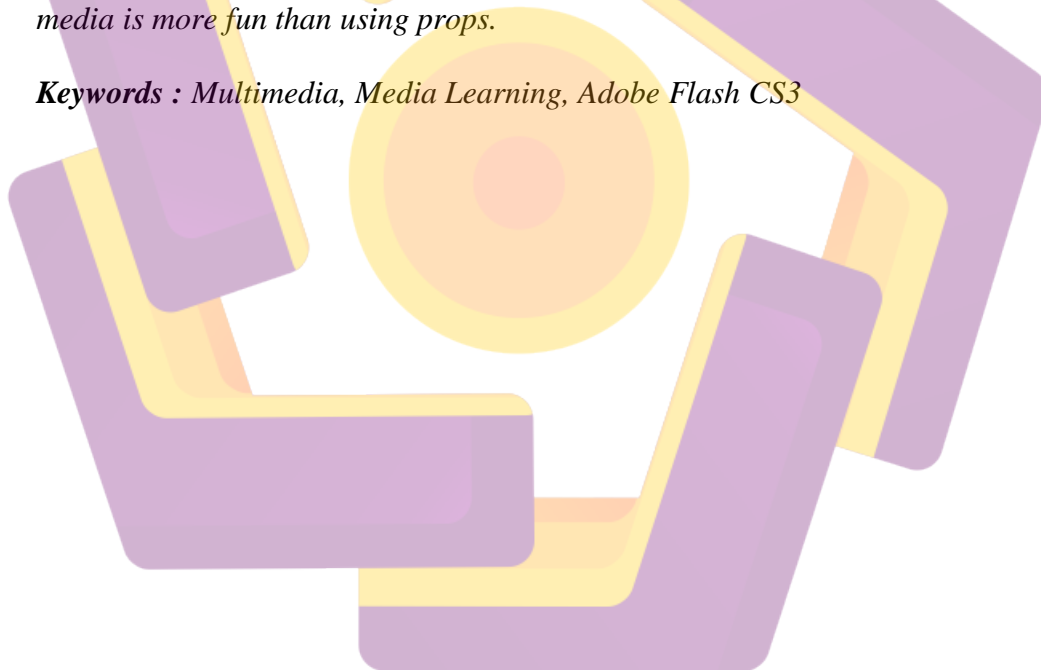 media is more fun than using props.
Keywords : Multimedia, Media Learning, Adobe Flash CS3